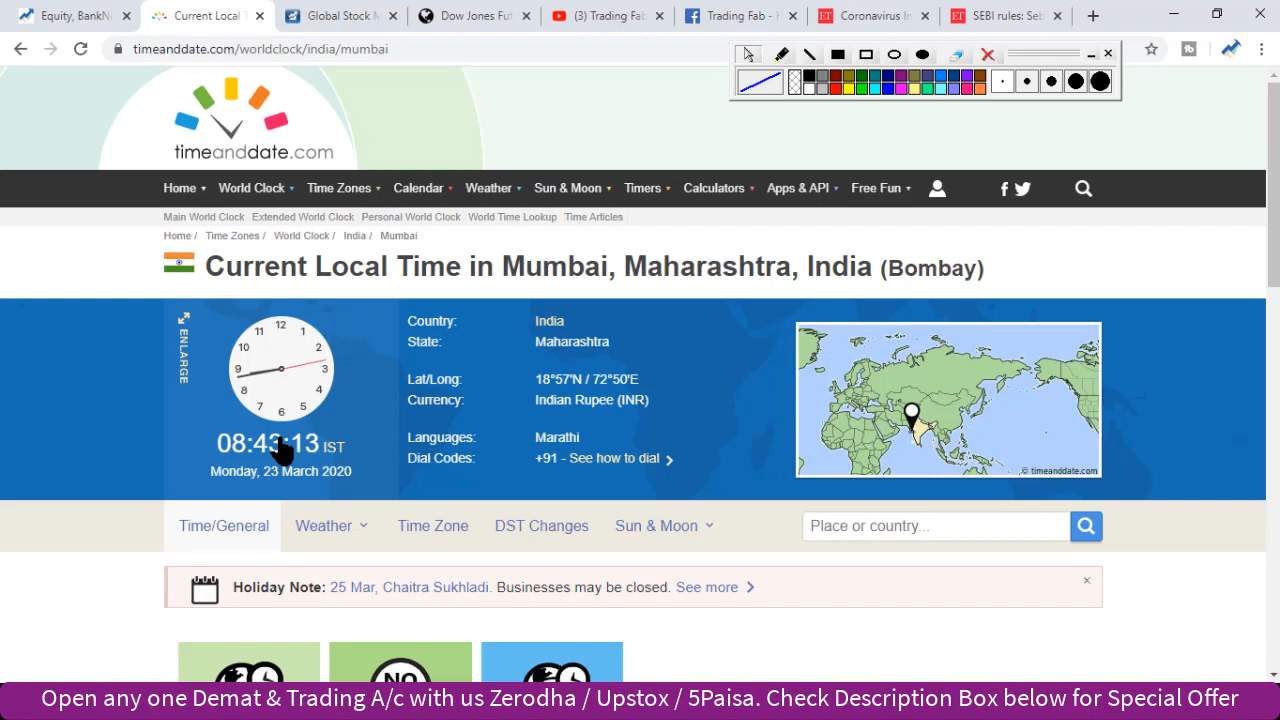 Equity, BankNi
Current Local T
Global Stock M
Dow Jones Fut
(3) Trading Fab
Trading Fab - H
ET Coronavirus In
ET SEBI rules: Seb
timeanddate.com/worldclock/india/mumbai
timeanddate.com
Home World Clock Time Zones Calendar Weather Sun & Moon Timers Calculators Apps & API Free Fun
Main World Clock Extended World Clock Personal World Clock World Time Lookup Time Articles
Home / Time Zones / World Clock / India / Mumbai
Current Local Time in Mumbai, Maharashtra, India (Bombay)
ENLARGE
12 1 2 3 4 5 6 7 8 9 10 11
08:43:13 IST
Monday, 23 March 2020
Country: India
State: Maharashtra
Lat/Long: 18°57'N / 72°50'E
Currency: Indian Rupee (INR)
Languages: Marathi
Dial Codes: +91 - See how to dial
© timeanddate.com
Time/General Weather Time Zone DST Changes Sun & Moon
Place or country...
Holiday Note: 25 Mar, Chaitra Sukhladi. Businesses may be closed. See more
NO
Open any one Demat & Trading A/c with us Zerodha / Upstox / 5Paisa. Check Description Box below for Special Offer